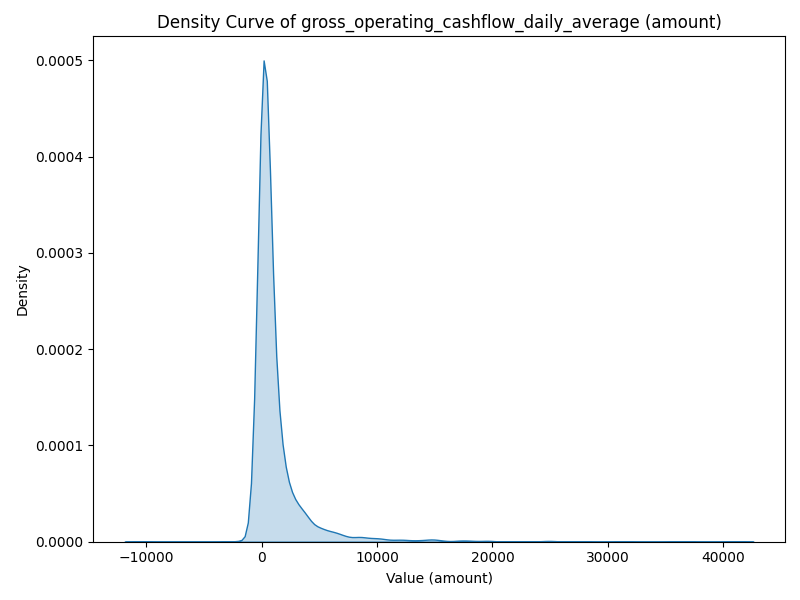 Density Curve of gross_operating_cashflow_daily_average (amount)
0.0005
0.0004
0.0003
0.0002
0.0001
0.0000
Density
−10000 0 10000 20000 30000 40000
Value (amount)